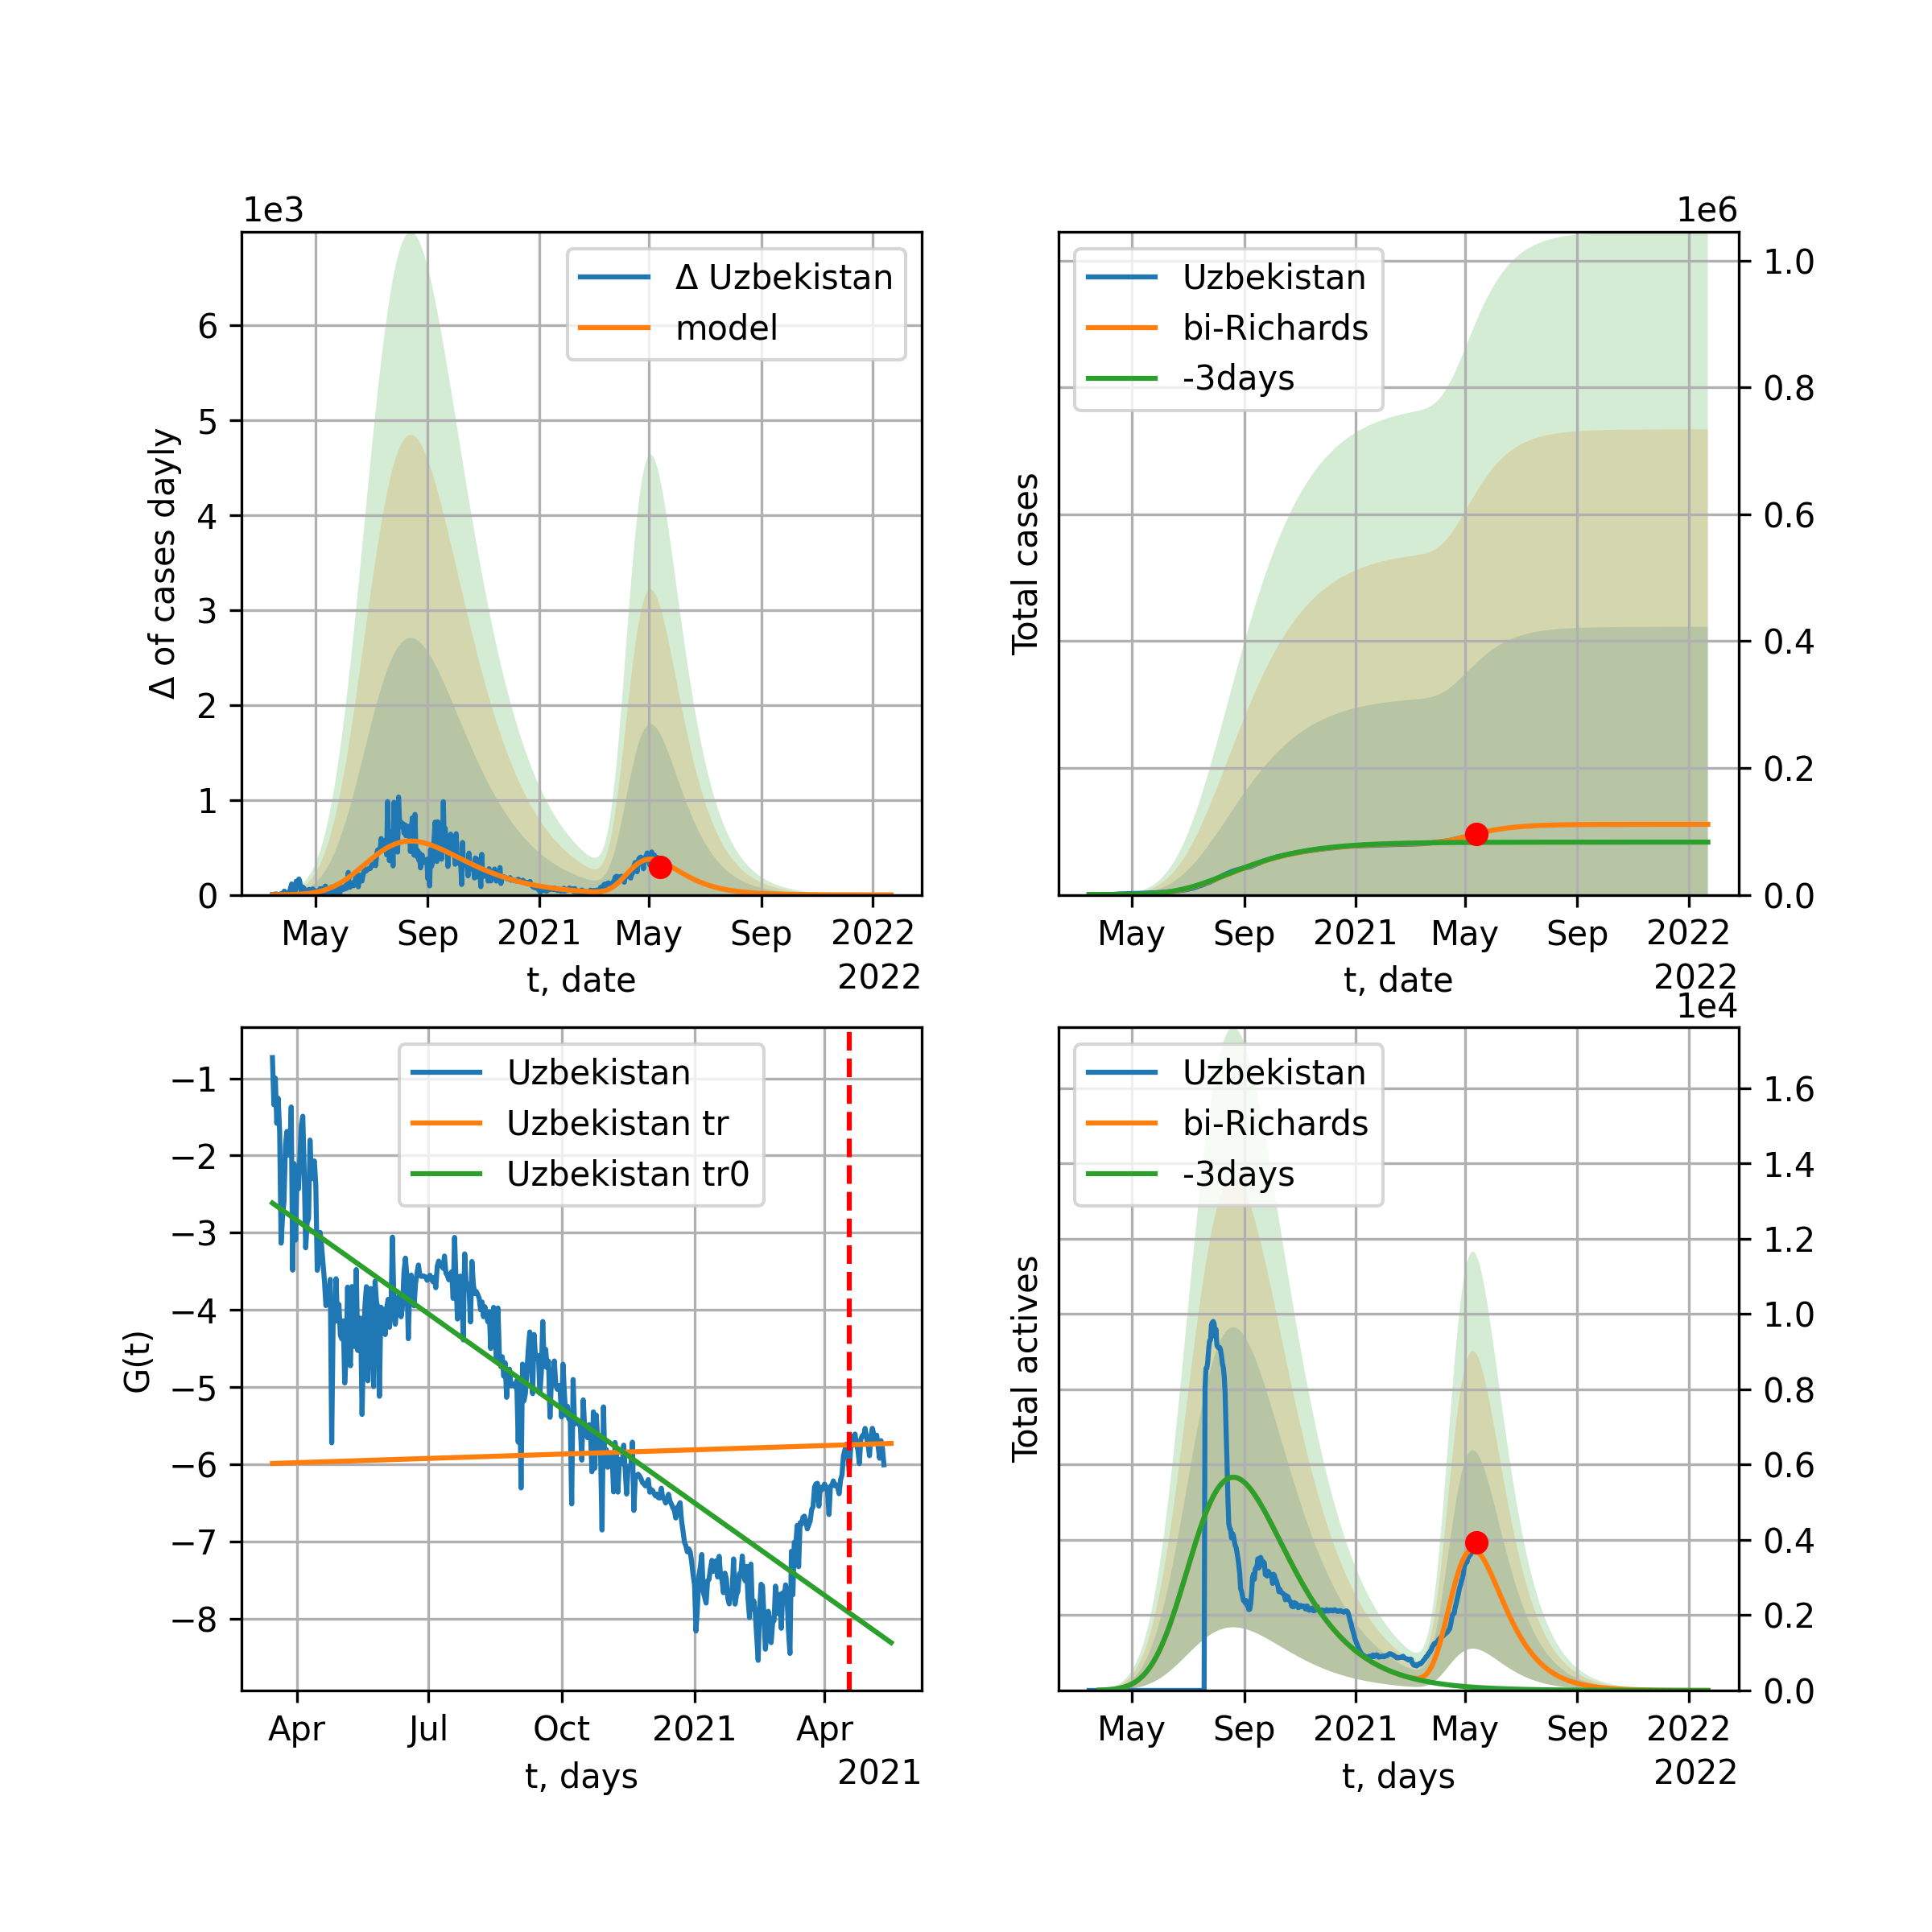 1e3
Δ Uzbekistan
model
6
5
4
3
2
1
0
Δ of cases dayly
May Sep 2021 May Sep 2022
t, date
2022
1e6
Uzbekistan
bi-Richards
-3days
1.0
0.8
0.6
0.4
0.2
0.0
Total cases
May Sep 2021 May Sep 2022
t, date
2022
Uzbekistan
Uzbekistan tr
Uzbekistan tr0
−1
−2
−3
−4
−5
−6
−7
−8
G(t)
Apr Jul Oct 2021 Apr
t, days
2021
1e4
Uzbekistan
bi-Richards
-3days
1.6
1.4
1.2
1.0
0.8
0.6
0.4
0.2
0.0
Total actives
May Sep 2021 May Sep 2022
t, days
2022